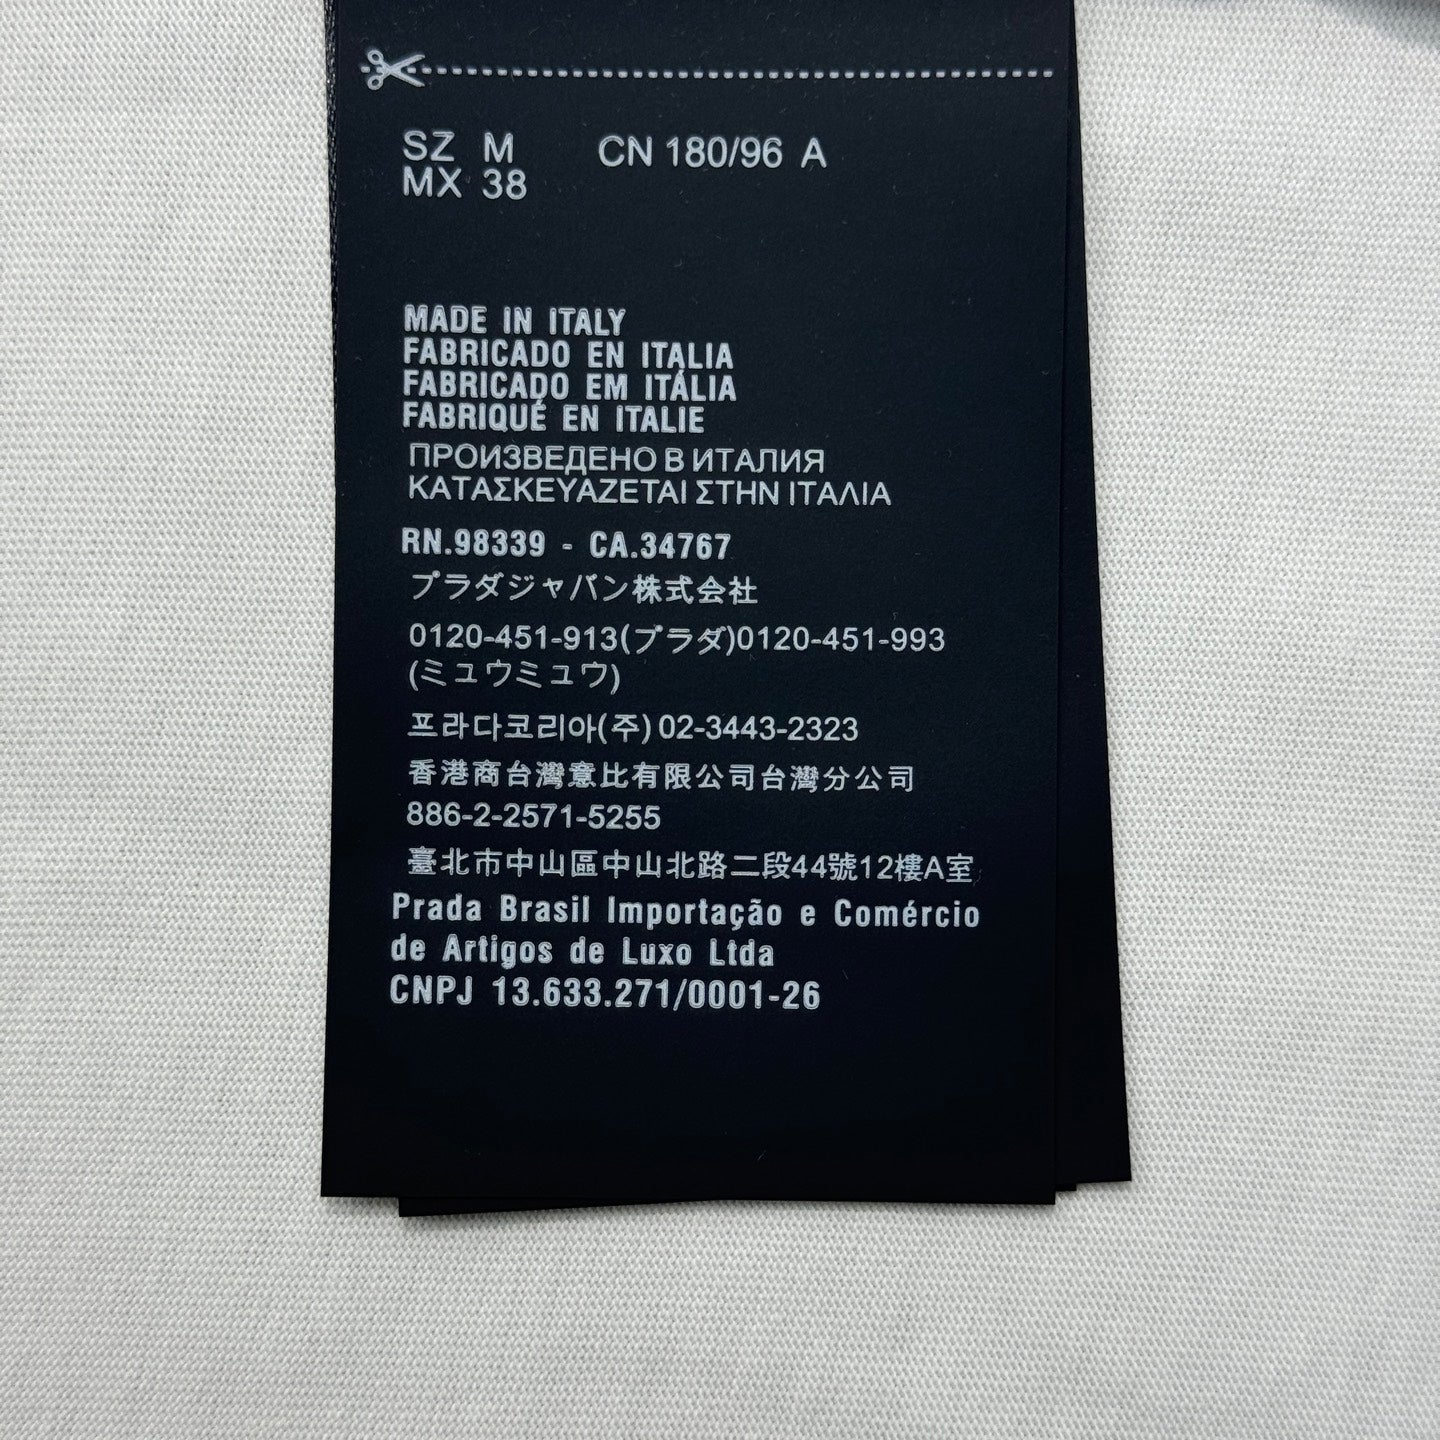 SZ M CN 180/96 A
MX 38
MADE IN ITALY
FABRICADO EN ITALIA
FABRICADO EM ITÁLIA
FABRIQUÉ EN ITALIE
ПРОИЗВЕДЕНО В ИТАЛИЯ
ΚΑΤΑΣΚΕΥΑΖΕΤΑΙ ΣΤΗΝ ΙΤΑΛΙΑ
RN.98339 - CA.34767
プラダジャパン株式会社
0120-451-913(プラダ)0120-451-993
(ミュウミュウ)
프라다코리아(주) 02-3443-2323
香港商台灣意比有限公司台灣分公司
886-2-2571-5255
臺北市中山區中山北路二段44號12樓A室
Prada Brasil Importação e Comércio
de Artigos de Luxo Ltda
CNPJ 13.633.271/0001-26